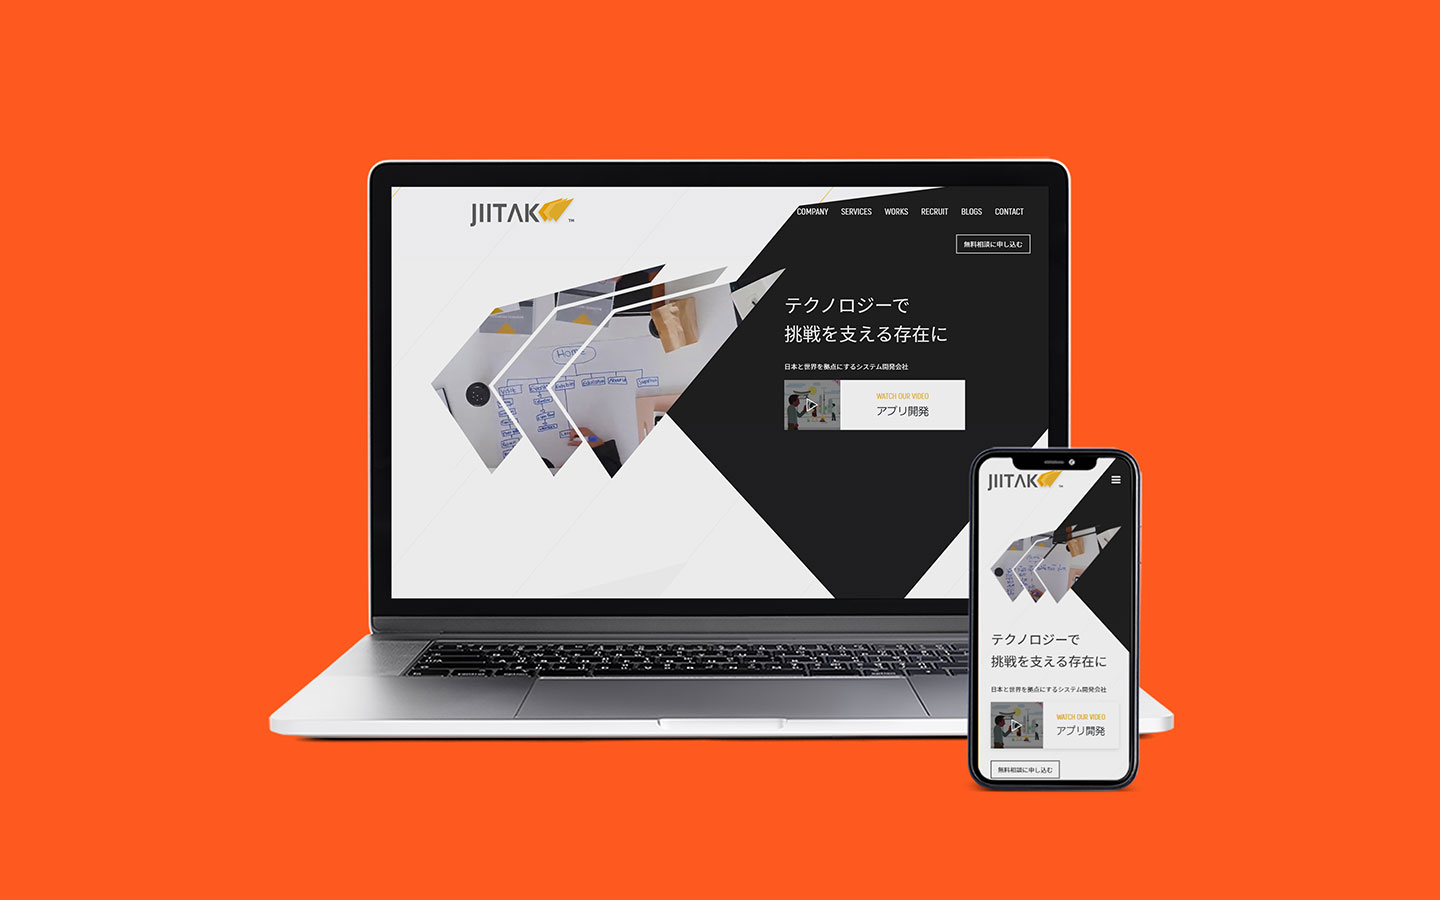 JIITAK
TM
COMPANY SERVICES WORKS RECRUIT BLOGS CONTACT
無料相談に申し込む
テクノロジーで
挑戦を支える存在に
日本と世界を拠点にするシステム開発会社
WATCH OUR VIDEO
アプリ開発
Home
JIITAK
テクノロジーで
挑戦を支える存在に
日本と世界を拠点にするシステム開発会社
WATCH OUR VIDEO
アプリ開発
無料相談に申し込む